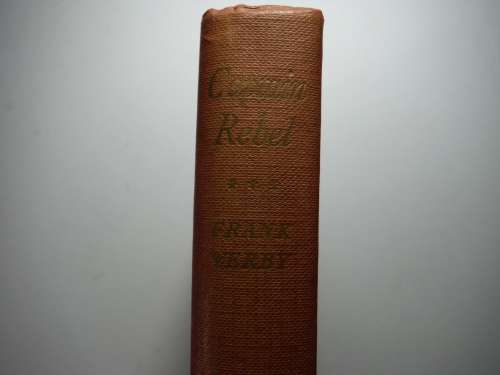 Captain
Rebel
* * *
FRANK
YERBY